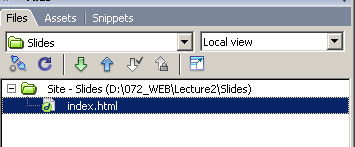 Files Assets Snippets
Slides Local view
Site - Slides (D:\072_WEB\Lecture2\Slides)
index.html